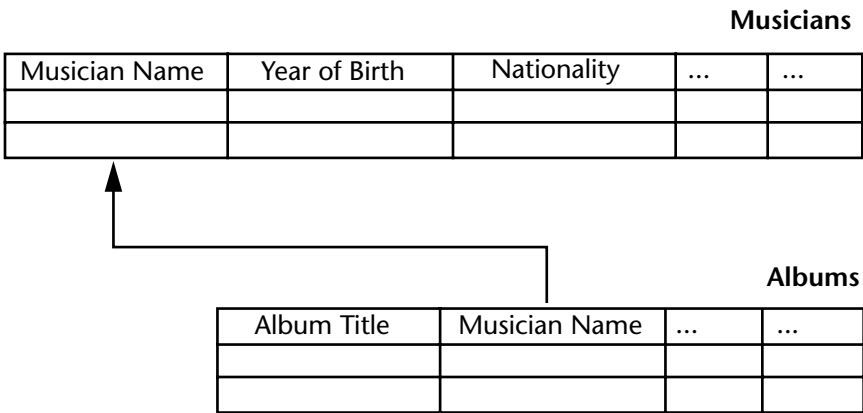 Musicians
Musician Name Year of Birth Nationality ... ...
Albums
Album Title Musician Name ... ...